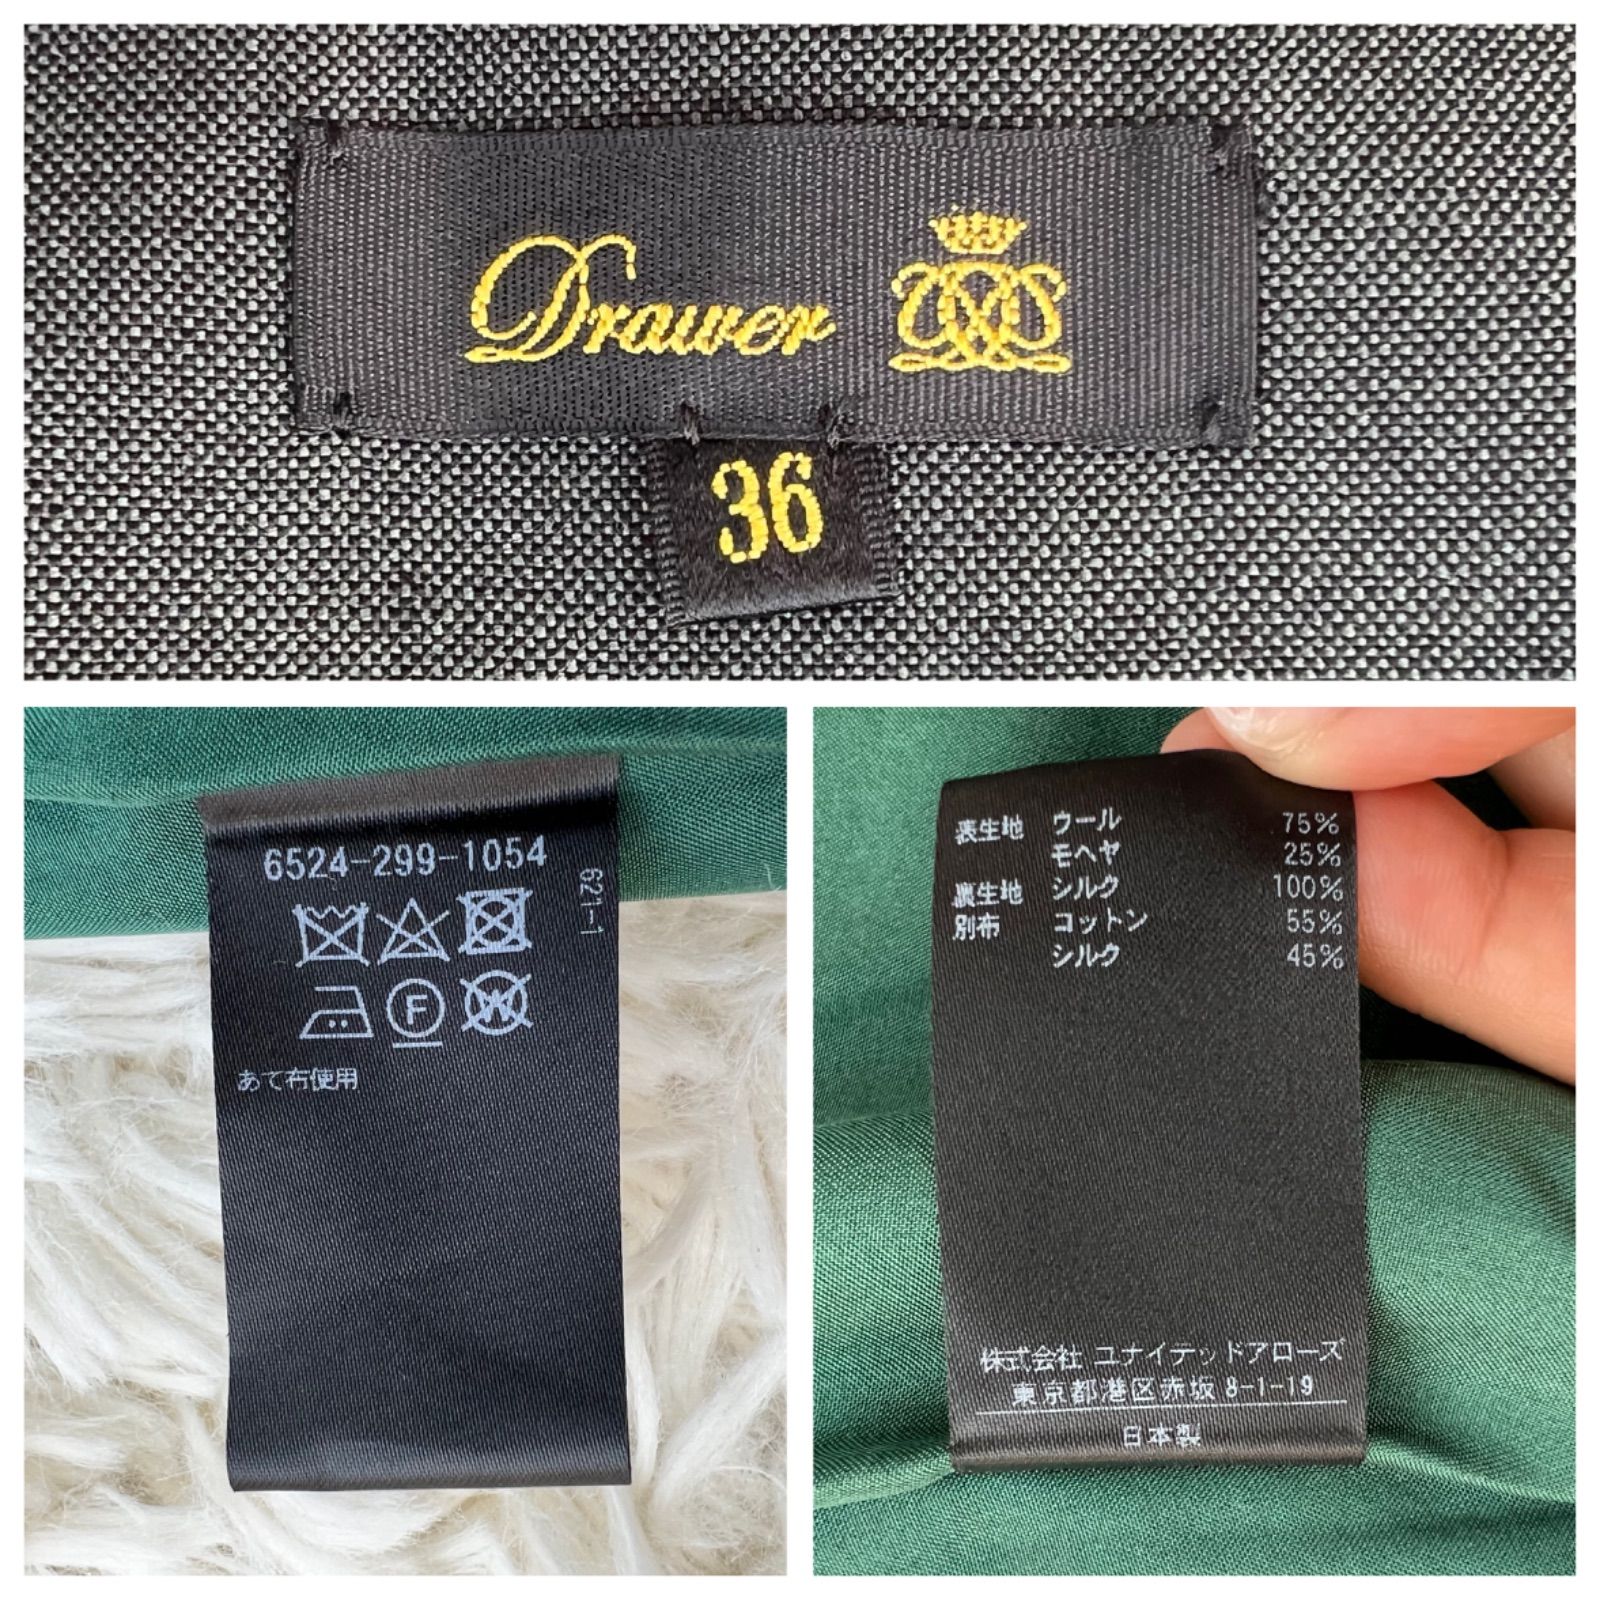 Drawer
36
6524-299-1054
621-1
F
W
あて布使用
表生地 ウール 75%
モヘヤ 25%
裏生地 シルク 100%
別布 コットン 55%
シルク 45%
株式会社 ユナイテッドアローズ
東京都港区赤坂 8-1-19
日本製